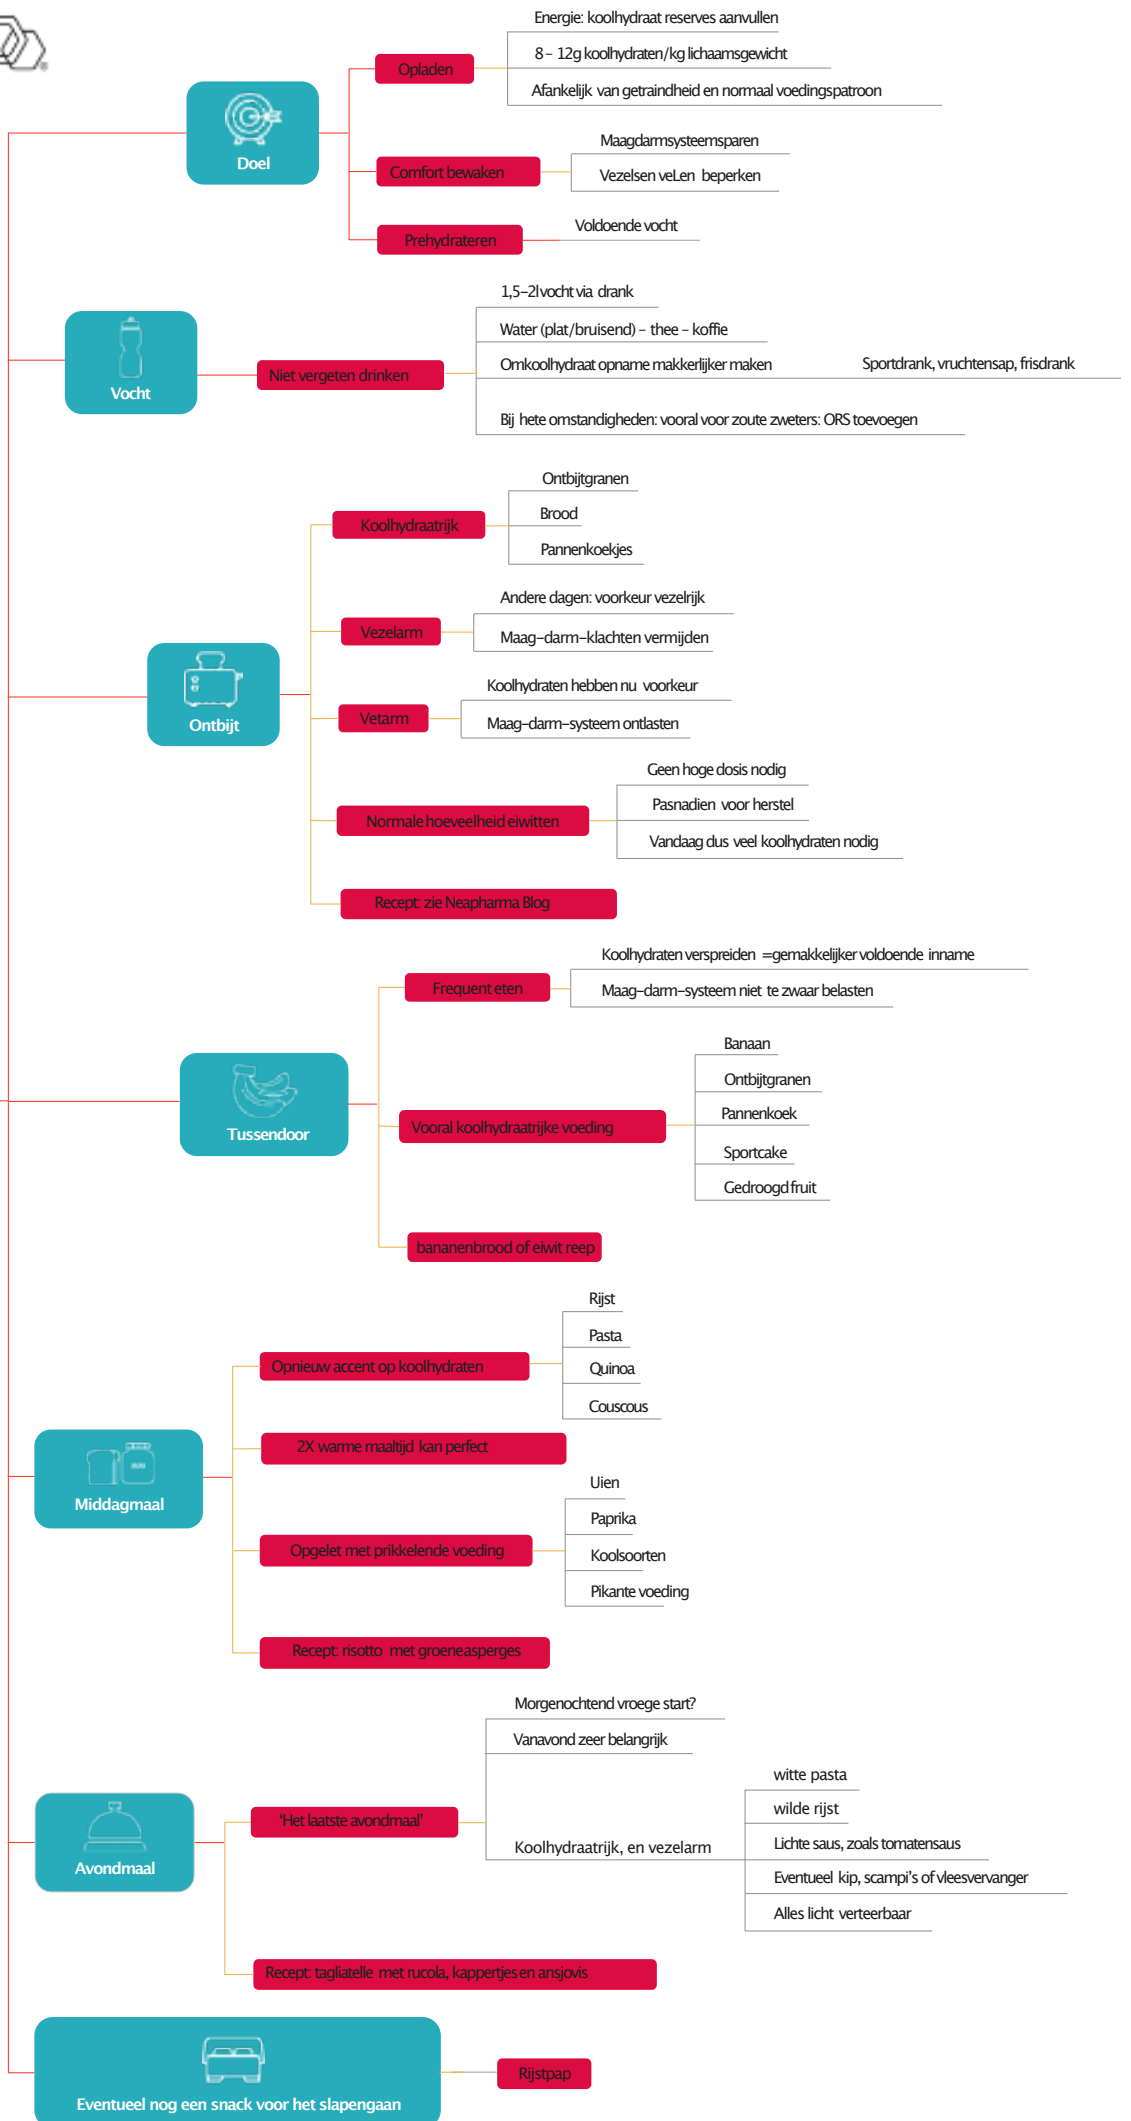 Doel
Opladen
Energie: koolhydraat reserves aanvullen
8 – 12g koolhydraten/kg lichaamsgewicht
Afankelijk van getraindheid en normaal voedingspatroon
Comfort bewaken
Maagdarmsysteemsparen
Vezelsen veLen beperken
Prehydrateren
Voldoende vocht
Vocht
Niet vergeten drinken
1,5–2lvocht via drank
Water (plat/bruisend) – thee – koffie
Omkoolhydraat opname makkerlijker maken
Sportdrank, vruchtensap, frisdrank
Bij hete omstandigheden: vooral voor zoute zweters: ORS toevoegen
Ontbijt
Koolhydraatrijk
Ontbijtgranen
Brood
Pannenkoekjes
Vezelarm
Andere dagen: voorkeur vezelrijk
Maag–darm–klachten vermijden
Vetarm
Koolhydraten hebben nu voorkeur
Maag–darm–systeem ontlasten
Normale hoeveelheid eiwitten
Geen hoge dosis nodig
Pasnadien voor herstel
Vandaag dus veel koolhydraten nodig
Recept: zie Neapharma Blog
Tussendoor
Frequent eten
Koolhydraten verspreiden =gemakkelijker voldoende inname
Maag–darm–systeem niet te zwaar belasten
Vooral koolhydraatrijke voeding
Banaan
Ontbijtgranen
Pannenkoek
Sportcake
Gedroogd fruit
bananenbrood of eiwit reep
Middagmaal
Opnieuw accent op koolhydraten
Rijst
Pasta
Quinoa
Couscous
2X warme maaltijd kan perfect
Opgelet met prikkelende voeding
Uien
Paprika
Koolsoorten
Pikante voeding
Recept: risotto met groeneasperges
Avondmaal
'Het laatste avondmaal'
Morgenochtend vroege start?
Vanavond zeer belangrijk
Koolhydraatrijk, en vezelarm
witte pasta
wilde rijst
Lichte saus, zoals tomatensaus
Eventueel kip, scampi's of vleesvervanger
Alles licht verteerbaar
Recept: tagliatelle met rucola, kappertjes en ansjovis
Eventueel nog een snack voor het slapengaan
Rijstpap